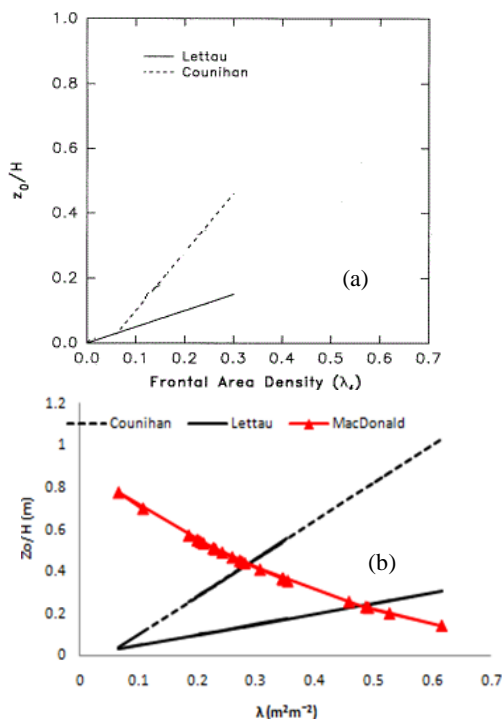 1.0
Lettau
Counihan
0.8
0.6
z₀/H
0.4
0.2
(a)
0.0
0.0 0.1 0.2 0.3 0.4 0.5 0.6 0.7
Frontal Area Density (λ_f)
1.2
Counihan Lettau MacDonald
1
0.8
Zo/H (m)
0.6
(b)
0.4
0.2
0
0 0.1 0.2 0.3 0.4 0.5 0.6 0.7
λ (m²m⁻²)